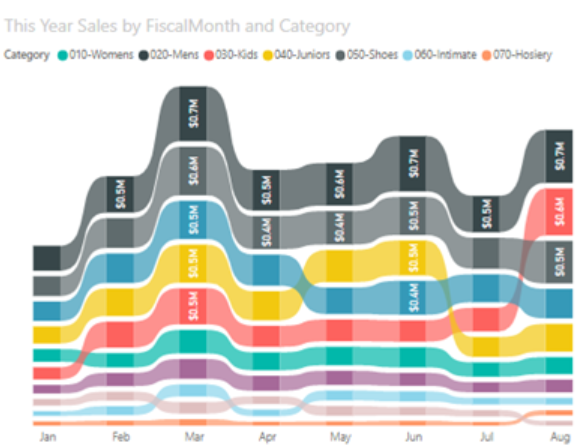 This Year Sales by FiscalMonth and Category
Category 010-Womens 020-Mens 030-Kids 040-Juniors 050-Shoes 060-Intimate 070-Hosiery
$0.5M
$0.7M
$0.6M
$0.5M
$0.5M
$0.5M
$0.5M
$0.4M
$0.6M
$0.4M
$0.7M
$0.5M
$0.5M
$0.4M
$0.5M
$0.7M
$0.6M
$0.5M
Jan Feb Mar Apr May Jun Jul Aug